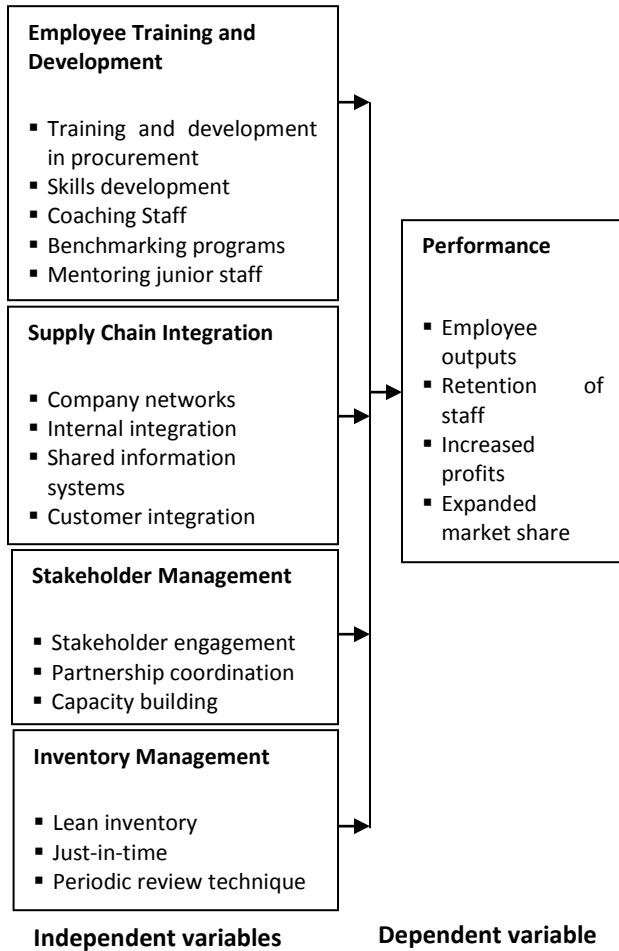 Employee Training and
Development
▪ Training and development
in procurement
▪ Skills development
▪ Coaching Staff
▪ Benchmarking programs
▪ Mentoring junior staff
Supply Chain Integration
▪ Company networks
▪ Internal integration
▪ Shared information
systems
▪ Customer integration
Stakeholder Management
▪ Stakeholder engagement
▪ Partnership coordination
▪ Capacity building
Inventory Management
▪ Lean inventory
▪ Just-in-time
▪ Periodic review technique
Independent variables
Performance
▪ Employee
outputs
▪ Retention of
staff
▪ Increased
profits
▪ Expanded
market share
Dependent variable